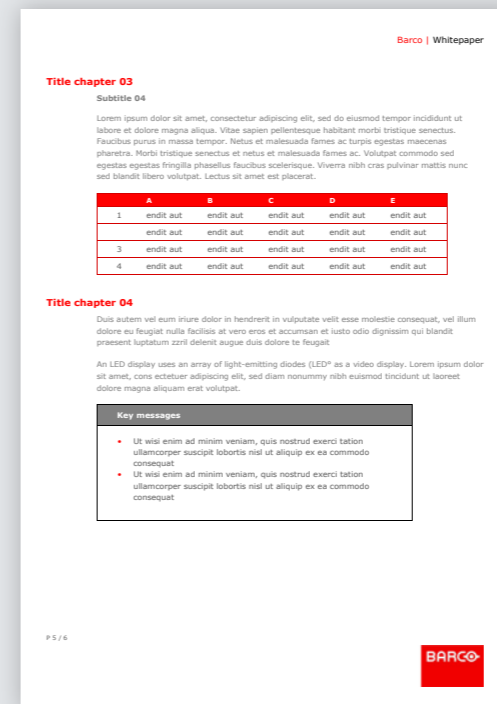 Barco | Whitepaper
Title chapter 03
Subtitle 04
Lorem ipsum dolor sit amet, consectetur adipiscing elit, sed do eiusmod tempor incididunt ut
labore et dolore magna aliqua. Vitae sapien pellentesque habitant morbi tristique senectus.
Faucibus purus in massa tempor. Netus et malesuada fames ac turpis egestas maecenas
pharetra. Morbi tristique senectus et netus et malesuada fames ac. Volutpat commodo sed
egestas egestas fringilla phasellus faucibus scelerisque. Viverra nibh cras pulvinar mattis nunc
sed blandit libero volutpat. Lectus sit amet est placerat.
A B C D E
1 endit aut endit aut endit aut endit aut endit aut
endit aut endit aut endit aut endit aut endit aut
3 endit aut endit aut endit aut endit aut endit aut
4 endit aut endit aut endit aut endit aut endit aut
Title chapter 04
Duis autem vel eum iriure dolor in hendrerit in vulputate velit esse molestie consequat, vel illum
dolore eu feugiat nulla facilisis at vero eros et accumsan et iusto odio dignissim qui blandit
praesent luptatum zzril delenit augue duis dolore te feugait
An LED display uses an array of light-emitting diodes (LED° as a video display. Lorem ipsum dolor
sit amet, cons ectetuer adipiscing elit, sed diam nonummy nibh euismod tincidunt ut laoreet
dolore magna aliquam erat volutpat.
Key messages
• Ut wisi enim ad minim veniam, quis nostrud exerci tation
ullamcorper suscipit lobortis nisl ut aliquip ex ea commodo
consequat
• Ut wisi enim ad minim veniam, quis nostrud exerci tation
ullamcorper suscipit lobortis nisl ut aliquip ex ea commodo
consequat
P 5 / 6
BARCO